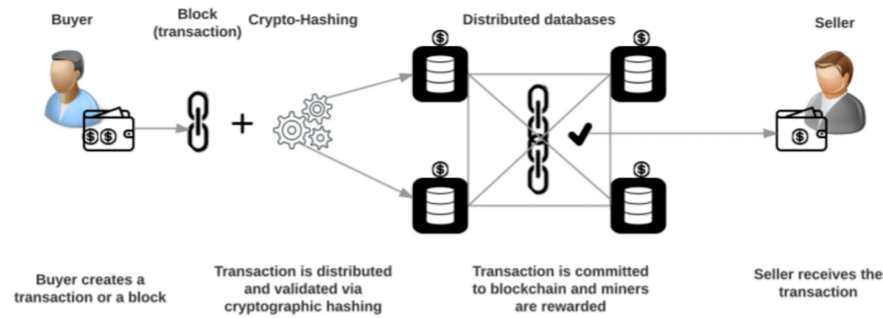 Buyer
Block
(transaction)
Crypto-Hashing
Distributed databases
Seller
$
$
$ $
$
$
$
Buyer creates a
transaction or a block
Transaction is distributed
and validated via
cryptographic hashing
Transaction is committed
to blockchain and miners
are rewarded
Seller receives the
transaction